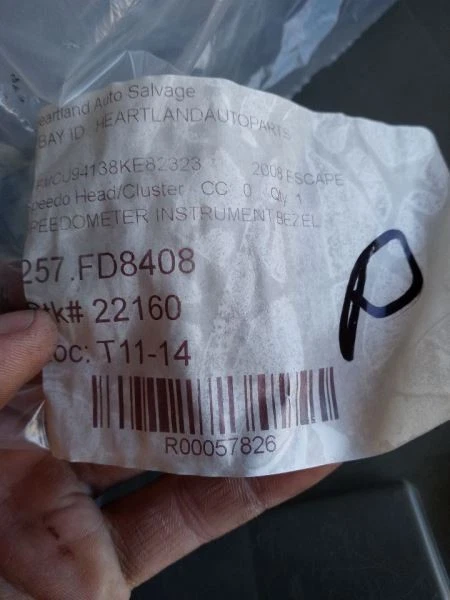 Heartland Auto Salvage
EBAY ID: HEARTLANDAUTOPARTS
FMCU94138KE82323 2008 ESCAPE
Speedo Head/Cluster CC: 0 Qty 1
SPEEDOMETER INSTRUMENT BEZEL
257.FD8408
Stk# 22160
Loc: T11-14
R00057826
P